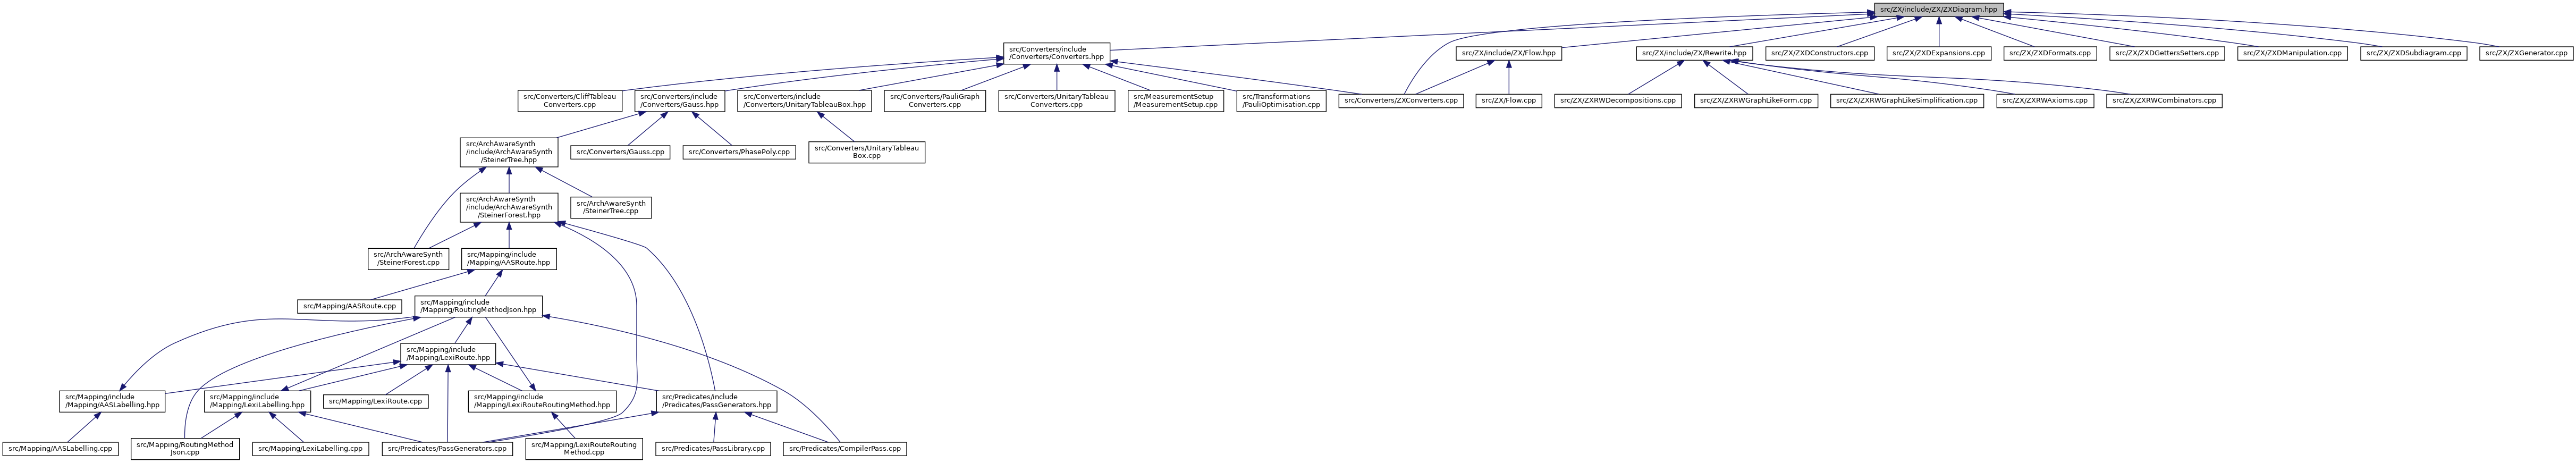 src/ZX/include/ZX/ZXDiagram.hpp
src/Converters/include
/Converters/Converters.hpp
src/ZX/include/ZX/Flow.hpp
src/ZX/include/ZX/Rewrite.hpp
src/ZX/ZXDConstructors.cpp
src/ZX/ZXDExpansions.cpp
src/ZX/ZXDFormats.cpp
src/ZX/ZXDGettersSetters.cpp
src/ZX/ZXDManipulation.cpp
src/ZX/ZXDSubdiagram.cpp
src/ZX/ZXGenerator.cpp
src/Converters/CliffTableau
Converters.cpp
src/Converters/include
/Converters/Gauss.hpp
src/Converters/include
/Converters/UnitaryTableauBox.hpp
src/Converters/PauliGraph
Converters.cpp
src/Converters/UnitaryTableau
Converters.cpp
src/MeasurementSetup
/MeasurementSetup.cpp
src/Transformations
/PauliOptimisation.cpp
src/Converters/ZXConverters.cpp
src/ZX/Flow.cpp
src/ZX/ZXRWDecompositions.cpp
src/ZX/ZXRWGraphLikeForm.cpp
src/ZX/ZXRWGraphLikeSimplification.cpp
src/ZX/ZXRWAxioms.cpp
src/ZX/ZXRWCombinators.cpp
src/ArchAwareSynth
/include/ArchAwareSynth
/SteinerTree.hpp
src/Converters/Gauss.cpp
src/Converters/PhasePoly.cpp
src/Converters/UnitaryTableau
Box.cpp
src/ArchAwareSynth
/include/ArchAwareSynth
/SteinerForest.hpp
src/ArchAwareSynth
/SteinerTree.cpp
src/ArchAwareSynth
/SteinerForest.cpp
src/Mapping/include
/Mapping/AASRoute.hpp
src/Mapping/AASRoute.cpp
src/Mapping/include
/Mapping/RoutingMethodJson.hpp
src/Mapping/include
/Mapping/LexiRoute.hpp
src/Mapping/include
/Mapping/AASLabelling.hpp
src/Mapping/include
/Mapping/LexiLabelling.hpp
src/Mapping/LexiRoute.cpp
src/Mapping/include
/Mapping/LexiRouteRoutingMethod.hpp
src/Predicates/include
/Predicates/PassGenerators.hpp
src/Mapping/AASLabelling.cpp
src/Mapping/RoutingMethod
Json.cpp
src/Mapping/LexiLabelling.cpp
src/Predicates/PassGenerators.cpp
src/Mapping/LexiRouteRouting
Method.cpp
src/Predicates/PassLibrary.cpp
src/Predicates/CompilerPass.cpp